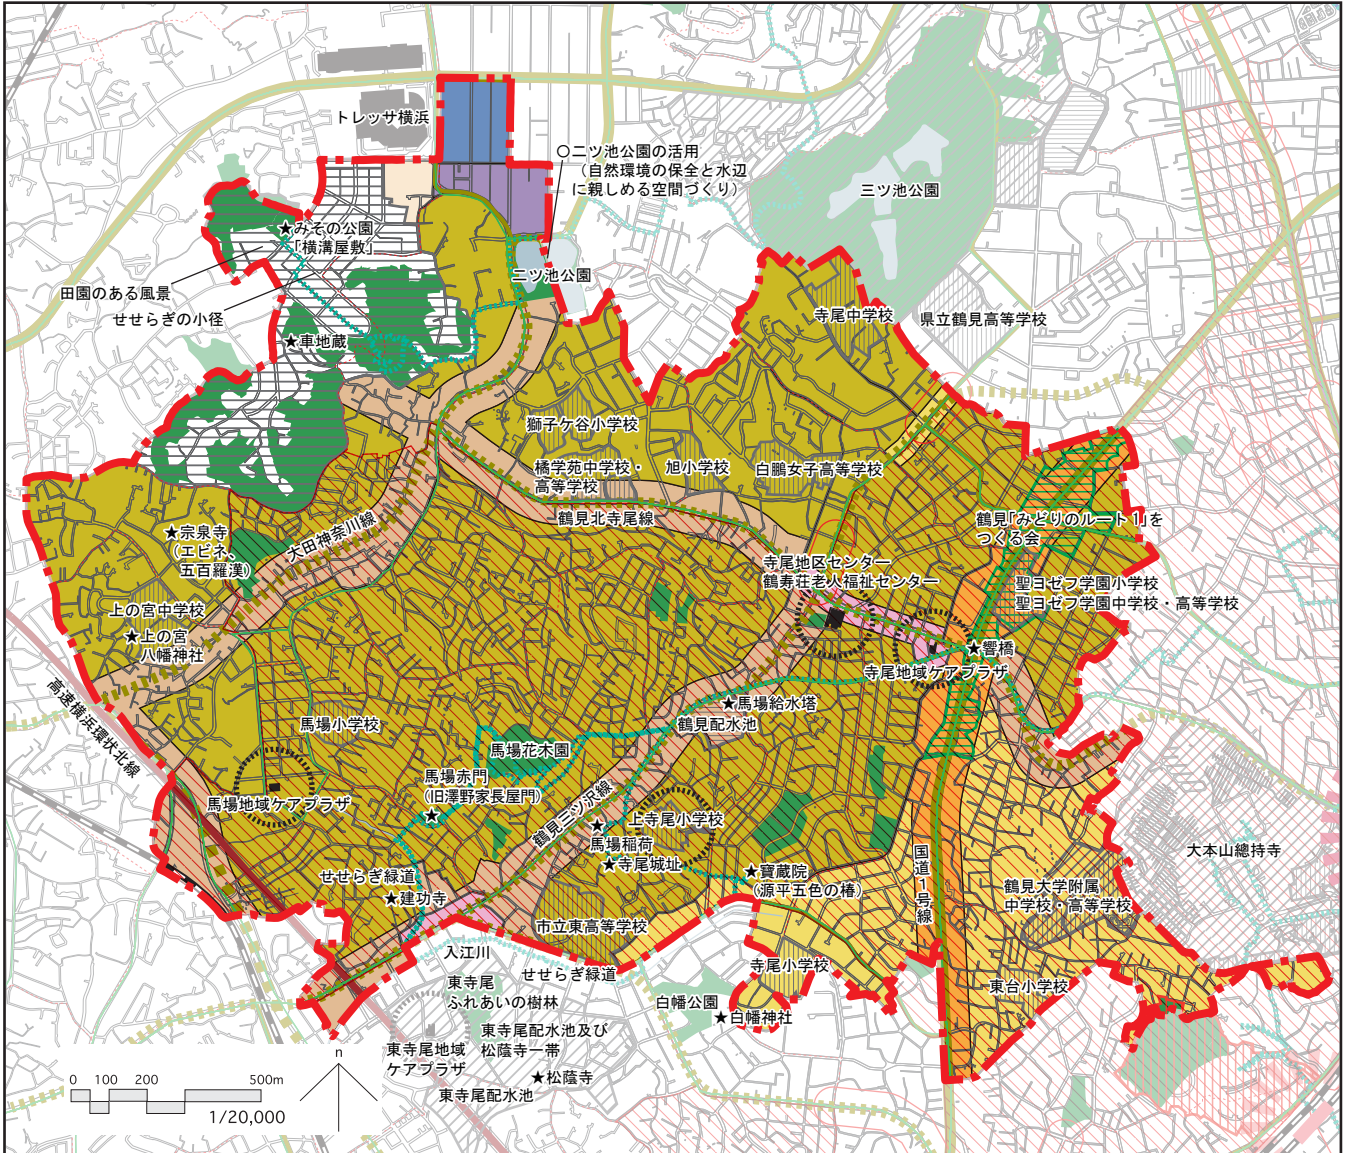 トレッサ横浜
○二ツ池公園の活用
（自然環境の保全と水辺
に親しめる空間づくり）
三ツ池公園
★みその公園
「横溝屋敷」
二ツ池公園
田園のある風景
せせらぎの小径
★車地蔵
寺尾中学校
県立鶴見高等学校
獅子ケ谷小学校
橘学苑中学校・
高等学校
旭小学校
白鵬女子高等学校
鶴見北寺尾線
大田神奈川線
★宗泉寺
（エビネ、
五百羅漢）
鶴見「みどりのルート1」を
つくる会
寺尾地区センター
鶴寿荘老人福祉センター
聖ヨゼフ学園小学校
聖ヨゼフ学園中学校・高等学校
上の宮中学校
★上の宮
八幡神社
★響橋
寺尾地域ケアプラザ
高速横浜環状北線
★馬場給水塔
鶴見配水池
馬場小学校
馬場花木園
馬場赤門
（旧澤野家長屋門）
★
馬場地域ケアプラザ
鶴見三ツ沢線
★
馬場稲荷
上寺尾小学校
★寺尾城址
国道1号線
大本山總持寺
せせらぎ緑道
★建功寺
★寶蔵院
（源平五色の椿）
鶴見大学附属
中学校・高等学校
市立東高等学校
入江川
せせらぎ緑道
寺尾小学校
東台小学校
東寺尾
ふれあいの樹林
白幡公園
★白幡神社
東寺尾配水池及び
松蔭寺一帯
東寺尾地域
ケアプラザ
★松蔭寺
東寺尾配水池
n
0 100 200 500m
1/20,000